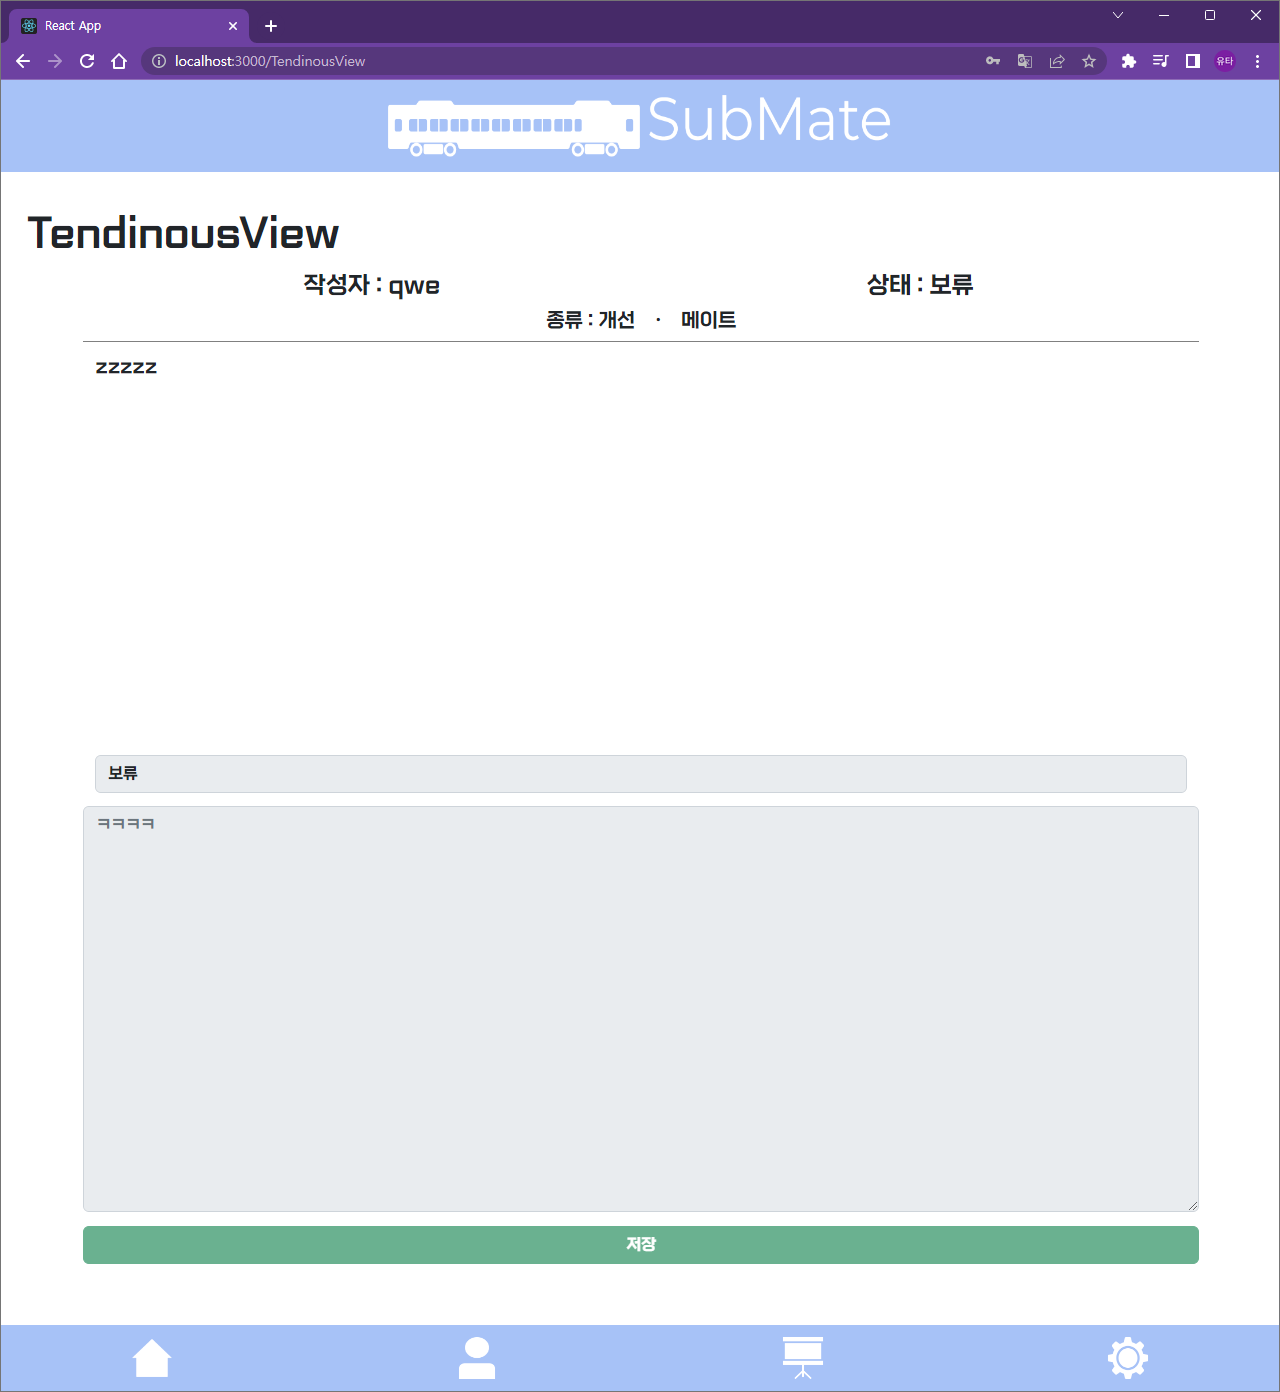 React App
localhost:3000/TendinousView
유타
SubMate
TendinousView
작성자 : qwe
상태 : 보류
종류 : 개선 · 메이트
zzzzz
보류
ㅋㅋㅋㅋ
저장